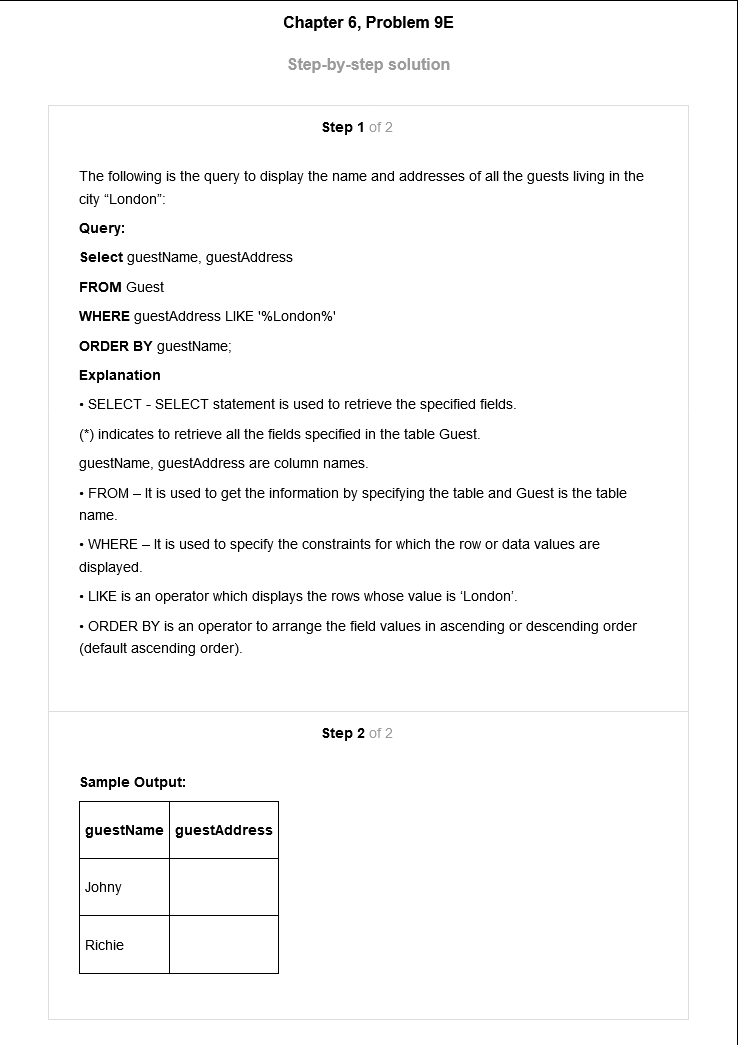 Chapter 6, Problem 9E
Step-by-step solution
Step 1 of 2
The following is the query to display the name and addresses of all the guests living in the
city “London”:
Query:
Select guestName, guestAddress
FROM Guest
WHERE guestAddress LIKE '%London%'
ORDER BY guestName;
Explanation
• SELECT - SELECT statement is used to retrieve the specified fields.
(*) indicates to retrieve all the fields specified in the table Guest.
guestName, guestAddress are column names.
• FROM – It is used to get the information by specifying the table and Guest is the table
name.
• WHERE – It is used to specify the constraints for which the row or data values are
displayed.
• LIKE is an operator which displays the rows whose value is ‘London’.
• ORDER BY is an operator to arrange the field values in ascending or descending order
(default ascending order).
Step 2 of 2
Sample Output:
guestName guestAddress
Johny
Richie